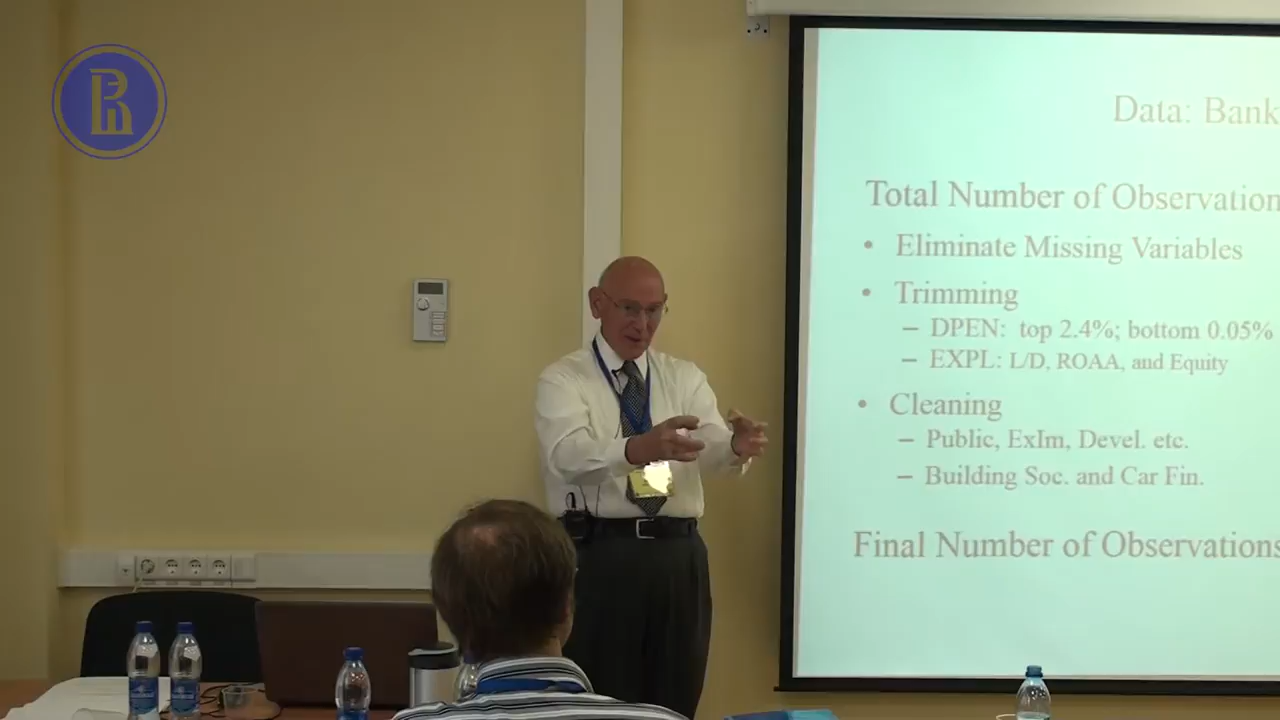 Data: Bank
Total Number of Observation
• Eliminate Missing Variables
• Trimming
– DPEN: top 2.4%; bottom 0.05%
– EXPL: L/D, ROAA, and Equity
• Cleaning
– Public, ExIm, Devel. etc.
– Building Soc. and Car Fin.
Final Number of Observations